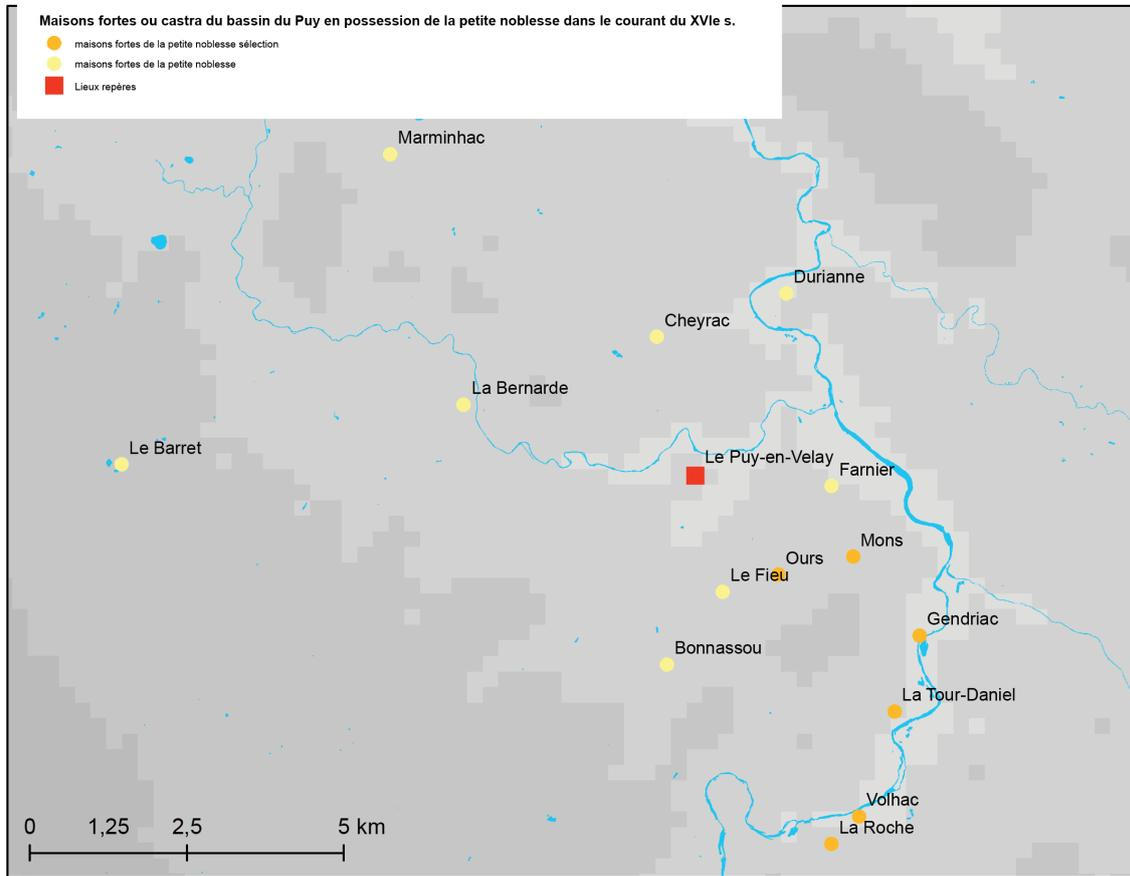 Maisons fortes ou castra du bassin du Puy en possession de la petite noblesse dans le courant du XVIe s.
maisons fortes de la petite noblesse sélection
maisons fortes de la petite noblesse
Lieux repères
Marminhac
Durianne
Cheyrac
La Bernarde
Le Barret
Le Puy-en-Velay
Farnier
Mons
Ours
Le Fieu
Gendriac
Bonnassou
La Tour-Daniel
Volhac
La Roche
0 1,25 2,5 5 km